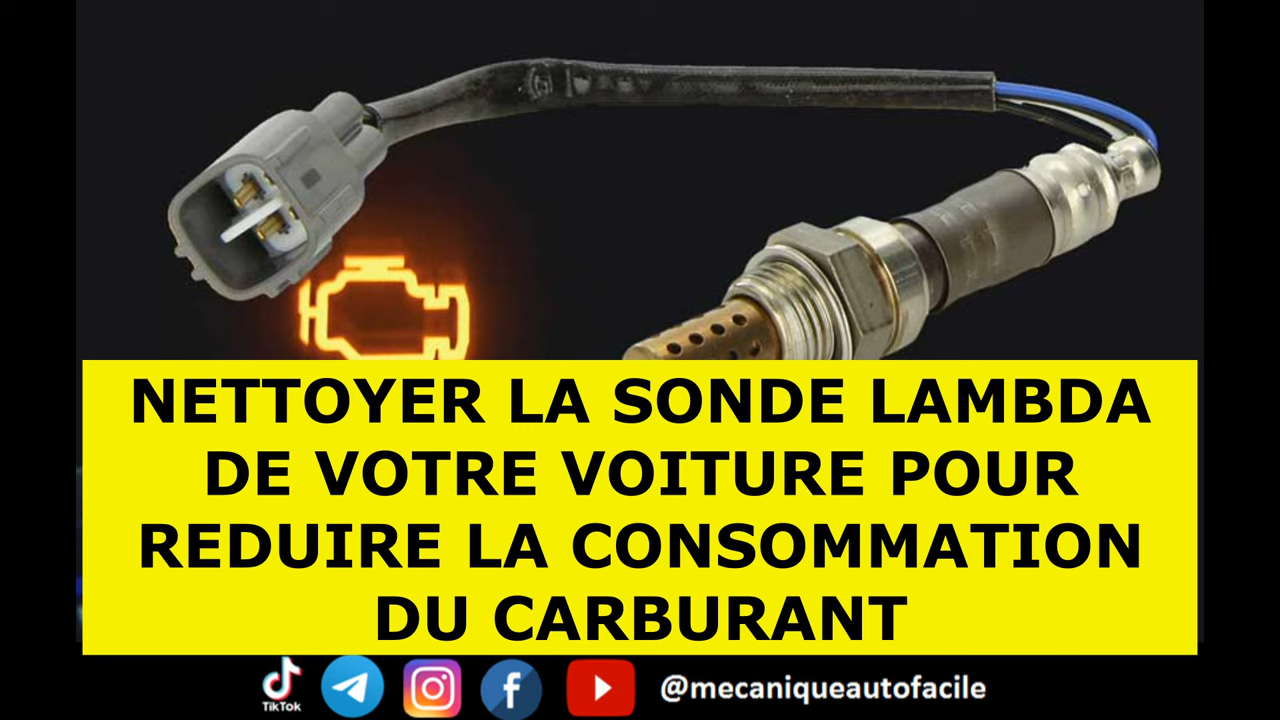 NETTOYER LA SONDE LAMBDA
DE VOTRE VOITURE POUR
REDUIRE LA CONSOMMATION
DU CARBURANT
TikTok
@mecaniqueautofacile